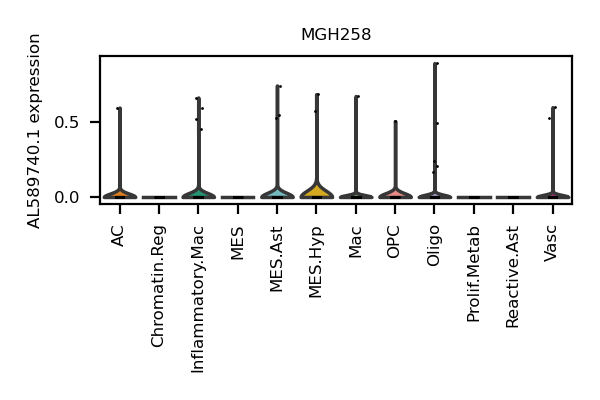 MGH258
AL589740.1 expression
0.5
0.0
AC
Chromatin.Reg
Inflammatory.Mac
MES
MES.Ast
MES.Hyp
Mac
OPC
Oligo
Prolif.Metab
Reactive.Ast
Vasc